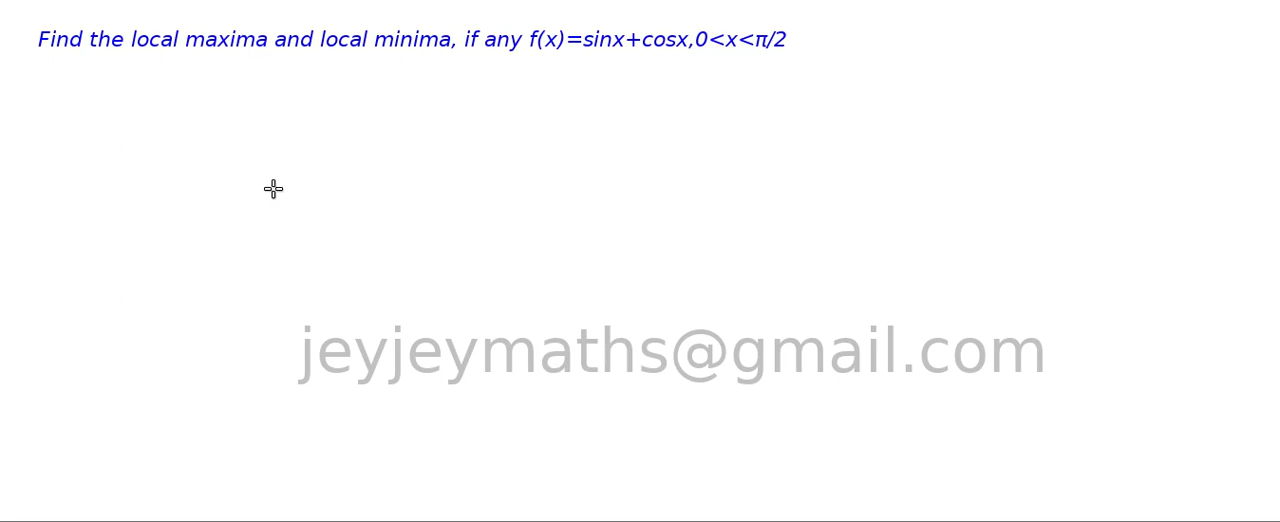 Find the local maxima and local minima, if any f(x)=sinx+cosx,0<x<π/2
jeyjeymaths@gmail.com